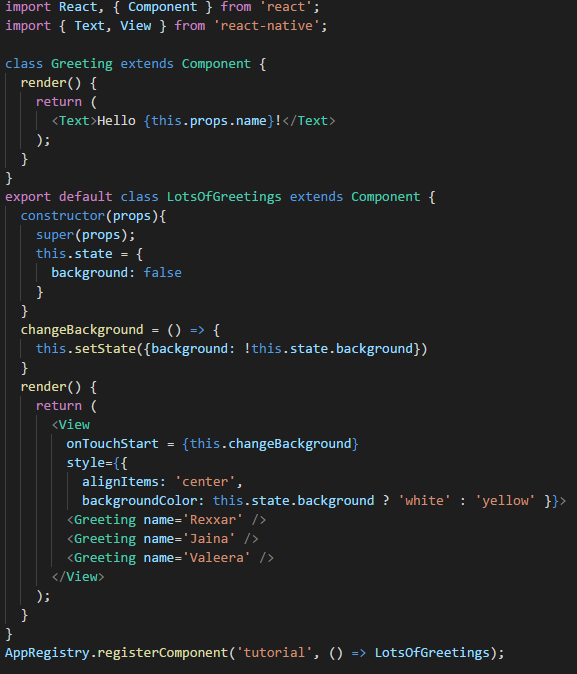 import React, { Component } from 'react';
import { Text, View } from 'react-native';

class Greeting extends Component {
  render() {
    return (
      <Text>Hello {this.props.name}!</Text>
    );
  }
}
export default class LotsOfGreetings extends Component {
  constructor(props){
    super(props);
    this.state = {
      background: false
    }
  }
  changeBackground = () => {
    this.setState({background: !this.state.background})
  }
  render() {
    return (
      <View
        onTouchStart = {this.changeBackground}
        style={{
          alignItems: 'center',
          backgroundColor: this.state.background ? 'white' : 'yellow' }}>
        <Greeting name='Rexxar' />
        <Greeting name='Jaina' />
        <Greeting name='Valeera' />
      </View>
    );
  }
}
AppRegistry.registerComponent('tutorial', () => LotsOfGreetings);